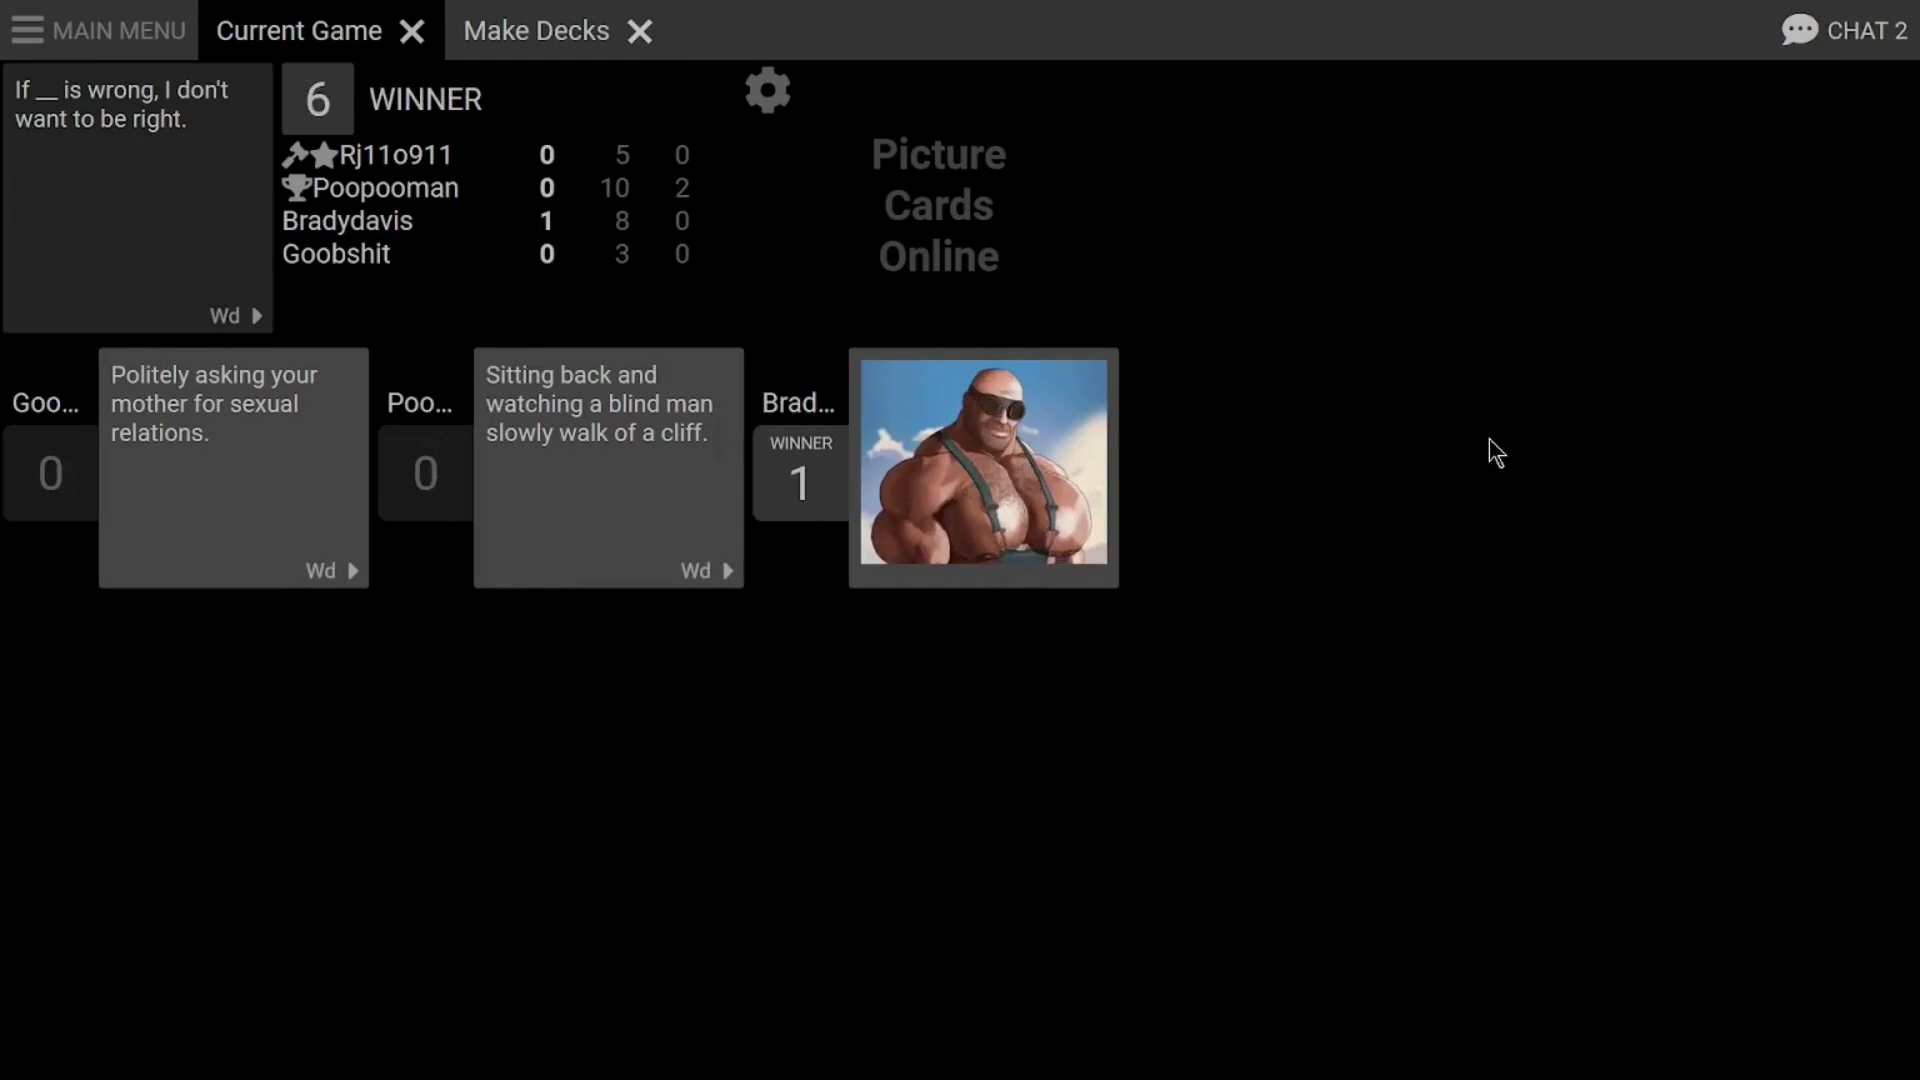 MAIN MENU
Current Game
Make Decks
CHAT 2
If __ is wrong, I don't
want to be right.
Wd
6 WINNER
Rj11o911 0 5 0
Poopooman 0 10 2
Bradydavis 1 8 0
Goobshit 0 3 0
Picture
Cards
Online
Goo...
0
Politely asking your
mother for sexual
relations.
Wd
Poo...
0
Sitting back and
watching a blind man
slowly walk of a cliff.
Wd
Brad...
WINNER
1